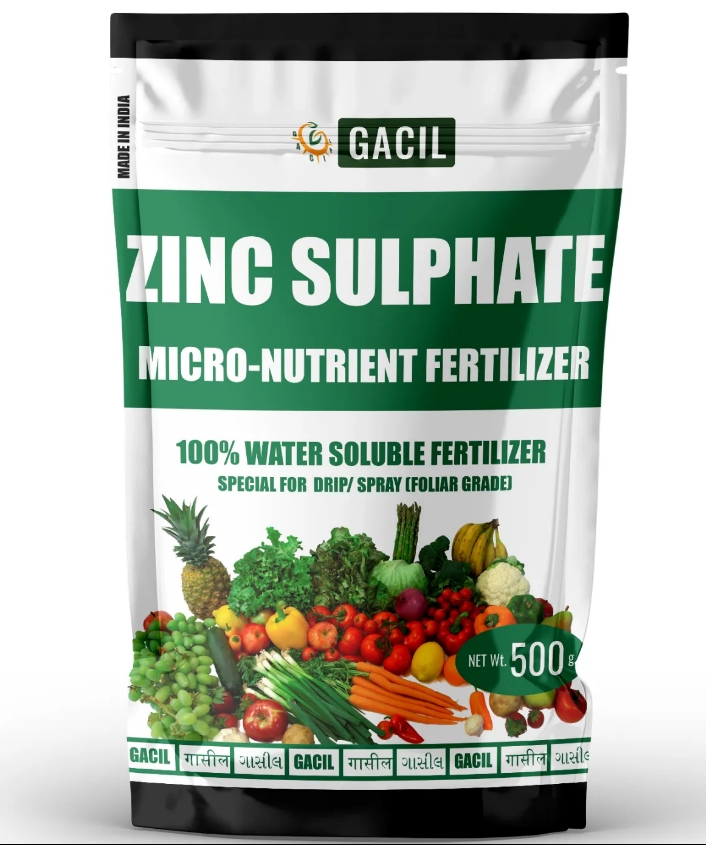 MADE IN INDIA
GACIL
GACIL
ZINC SULPHATE
MICRO-NUTRIENT FERTILIZER
100% WATER SOLUBLE FERTILIZER
SPECIAL FOR DRIP/ SPRAY (FOLIAR GRADE)
NET Wt. 500 g
GACIL गासील ગાસીલ GACIL गासील ગાસીલ GACIL गासील ગાસીલ